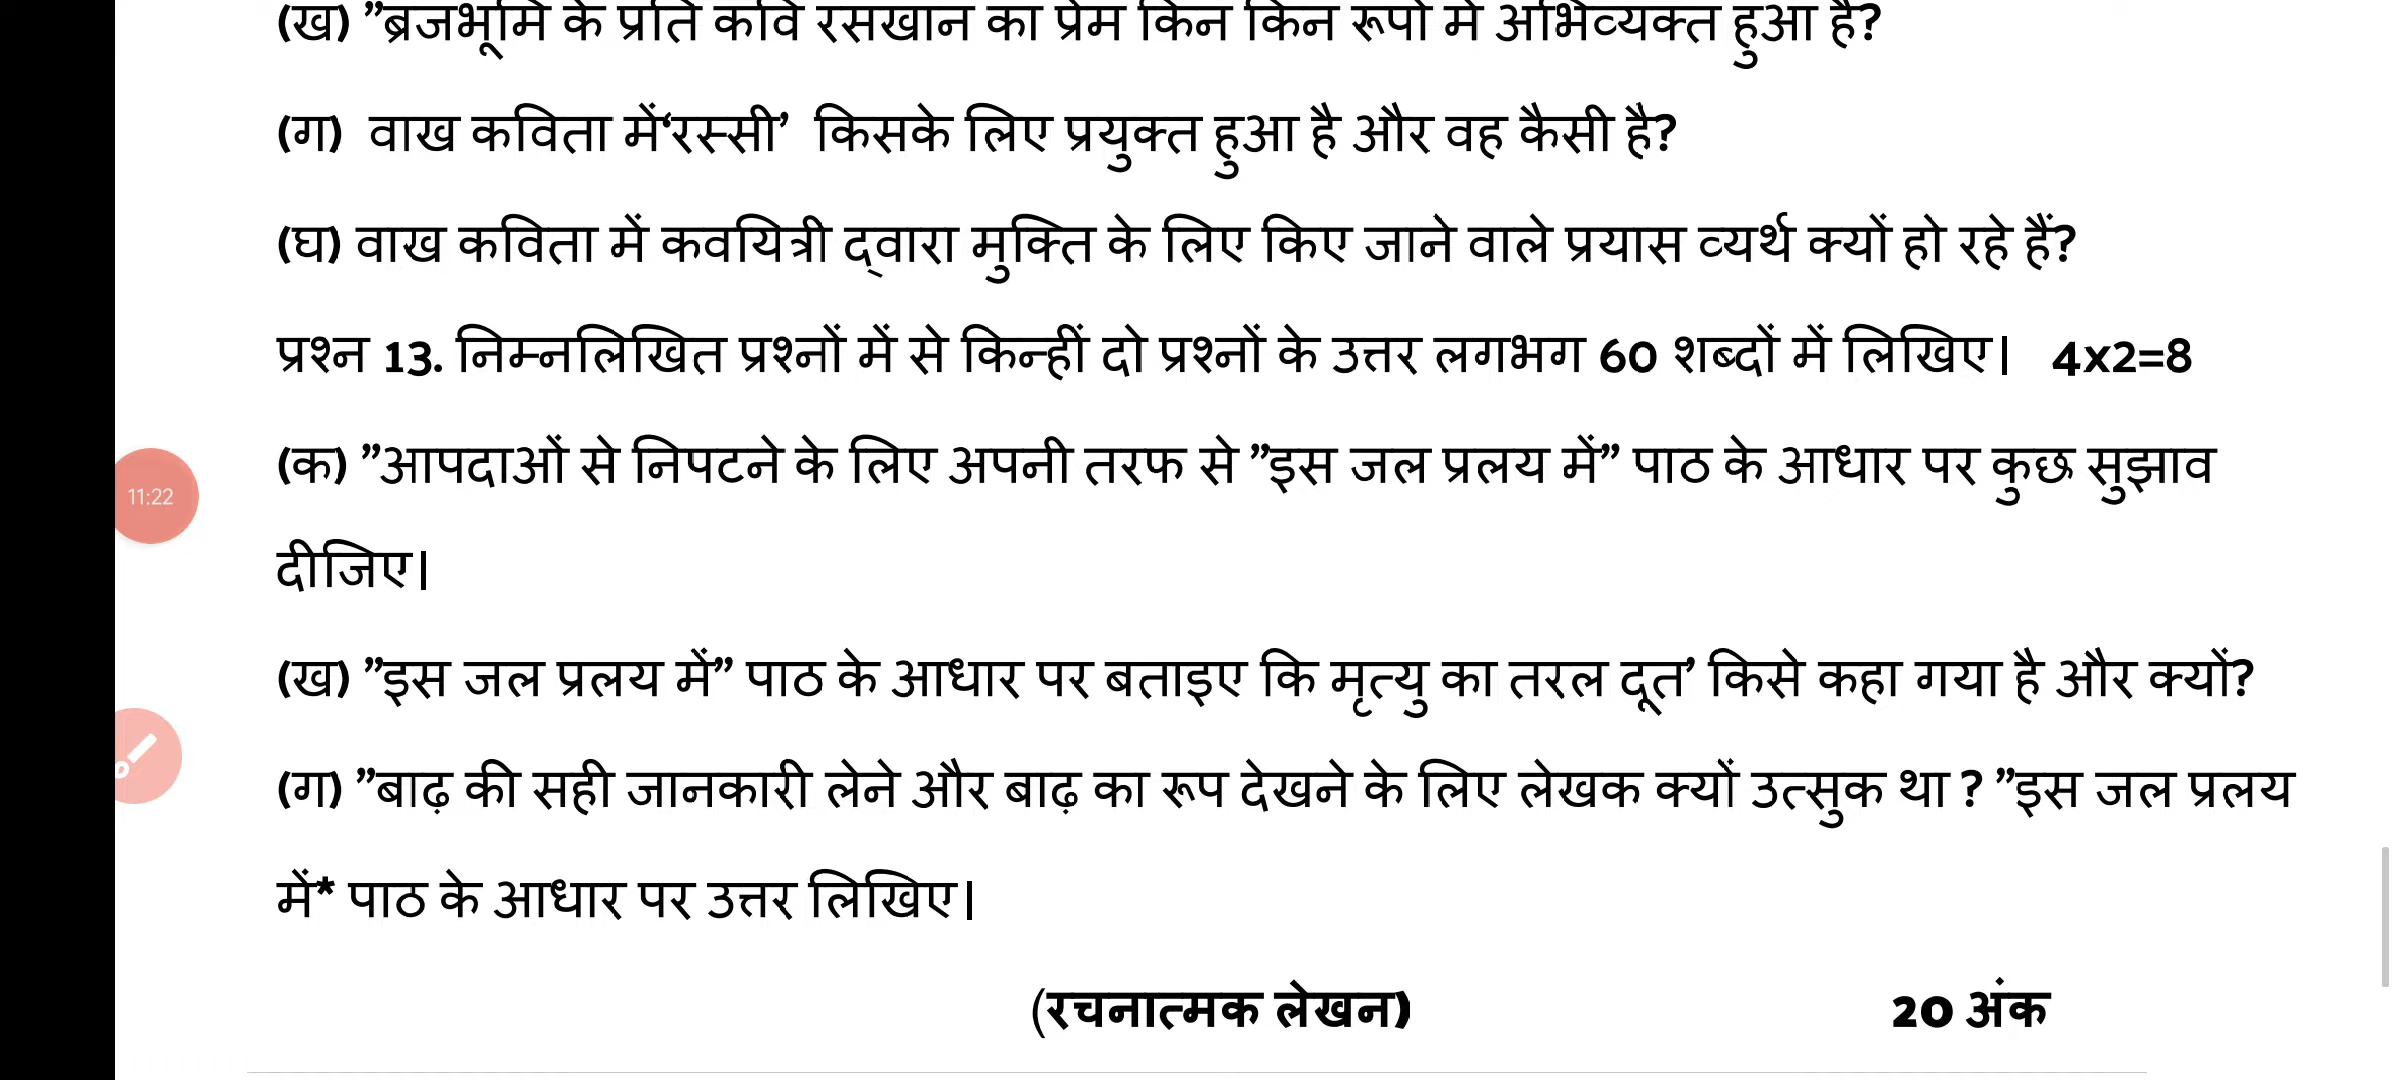 (ख) ”ब्रजभूमि के प्रति कवि रसखान का प्रेम किन किन रूपों में अभिव्यक्त हुआ है?
(ग) वाख कविता में‘रस्सी’ किसके लिए प्रयुक्त हुआ है और वह कैसी है?
(घ) वाख कविता में कवयित्री द्वारा मुक्ति के लिए किए जाने वाले प्रयास व्यर्थ क्यों हो रहे हैं?
प्रश्न 13. निम्नलिखित प्रश्नों में से किन्हीं दो प्रश्नों के उत्तर लगभग 60 शब्दों में लिखिए। 4x2=8
(क) ”आपदाओं से निपटने के लिए अपनी तरफ से ”इस जल प्रलय में” पाठ के आधार पर कुछ सुझाव
11:22
दीजिए।
(ख) ”इस जल प्रलय में” पाठ के आधार पर बताइए कि मृत्यु का तरल दूत’ किसे कहा गया है और क्यों?
(ग) ”बाढ़ की सही जानकारी लेने और बाढ़ का रूप देखने के लिए लेखक क्यों उत्सुक था ? ”इस जल प्रलय
में* पाठ के आधार पर उत्तर लिखिए।
(रचनात्मक लेखन) 20 अंक